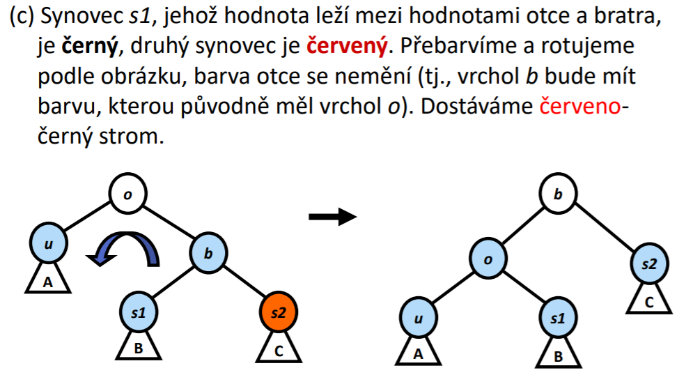 (c) Synovec s1, jehož hodnota leží mezi hodnotami otce a bratra,
je černý, druhý synovec je červený. Přebarvíme a rotujeme
podle obrázku, barva otce se nemění (tj., vrchol b bude mít
barvu, kterou původně měl vrchol o). Dostáváme červeno-
černý strom.
o
u
b
A
s1
s2
B
C
b
o
s2
C
u
s1
A
B